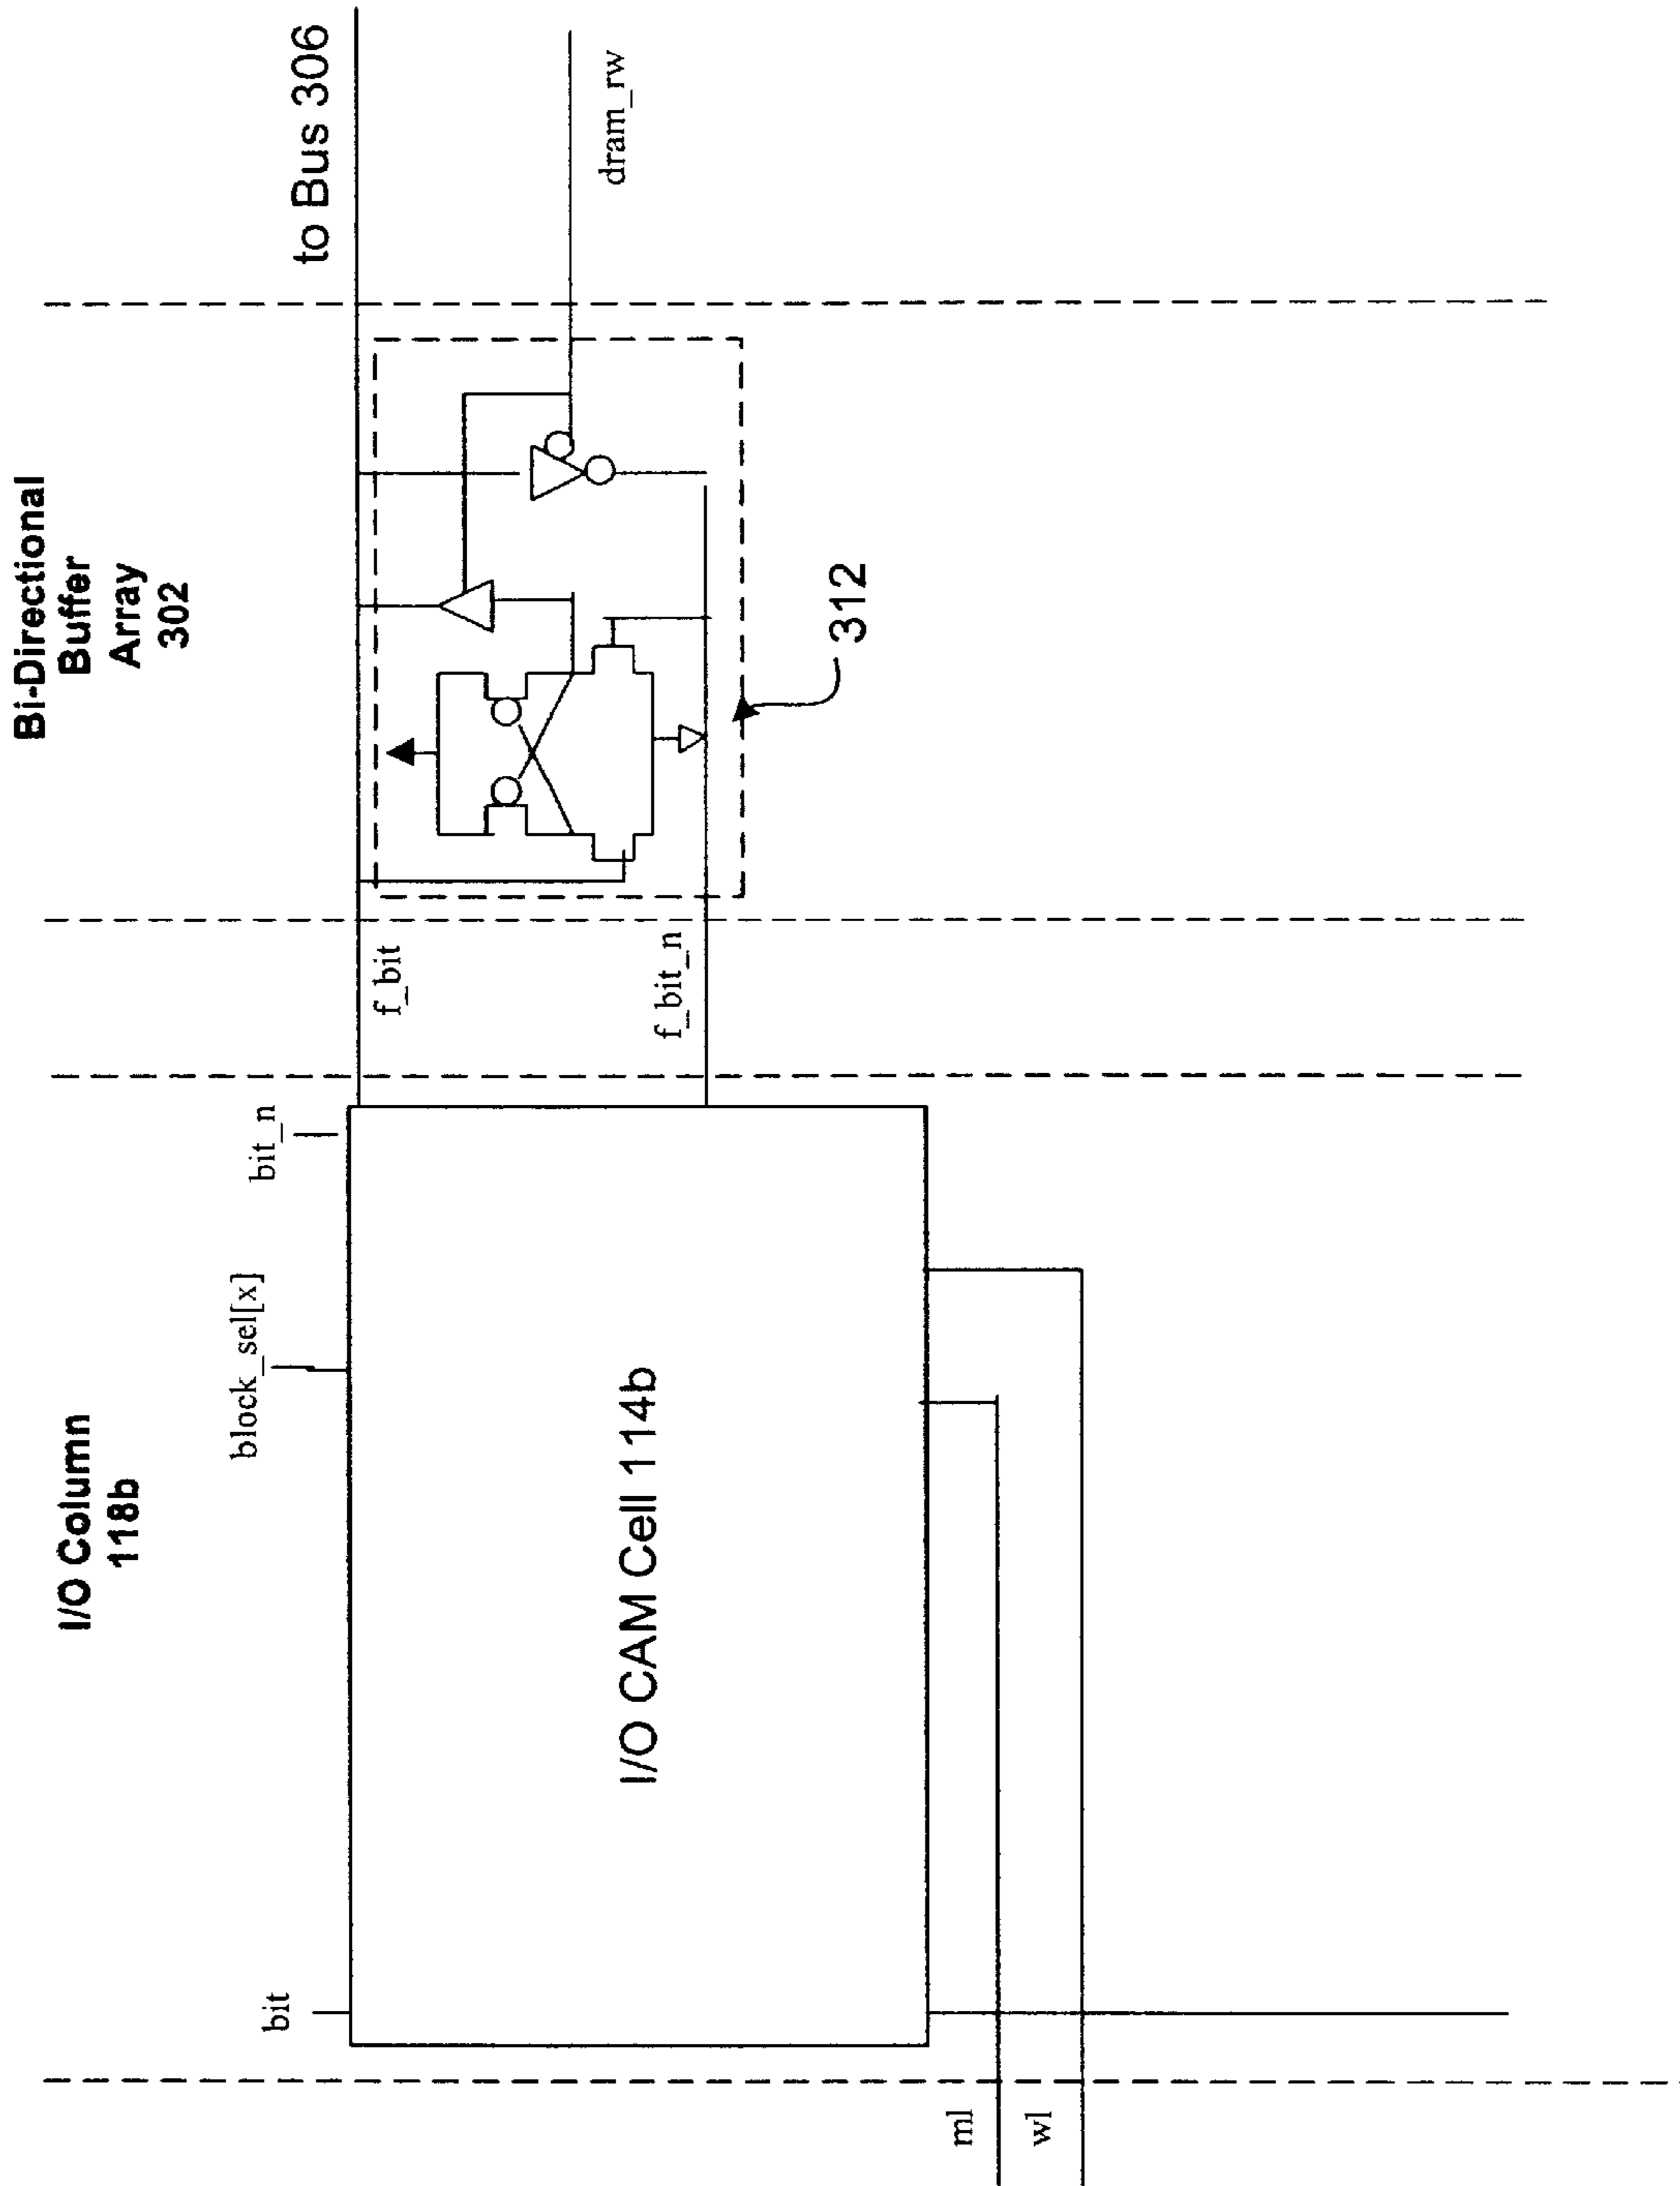 I/O Column
118b
Bi-Directional
Buffer
Array
302
bit
block_sel[x]
bit_n
to Bus 306
f_bit
dram_rw
I/O CAM Cell 114b
f_bit_n
312
ml
wl